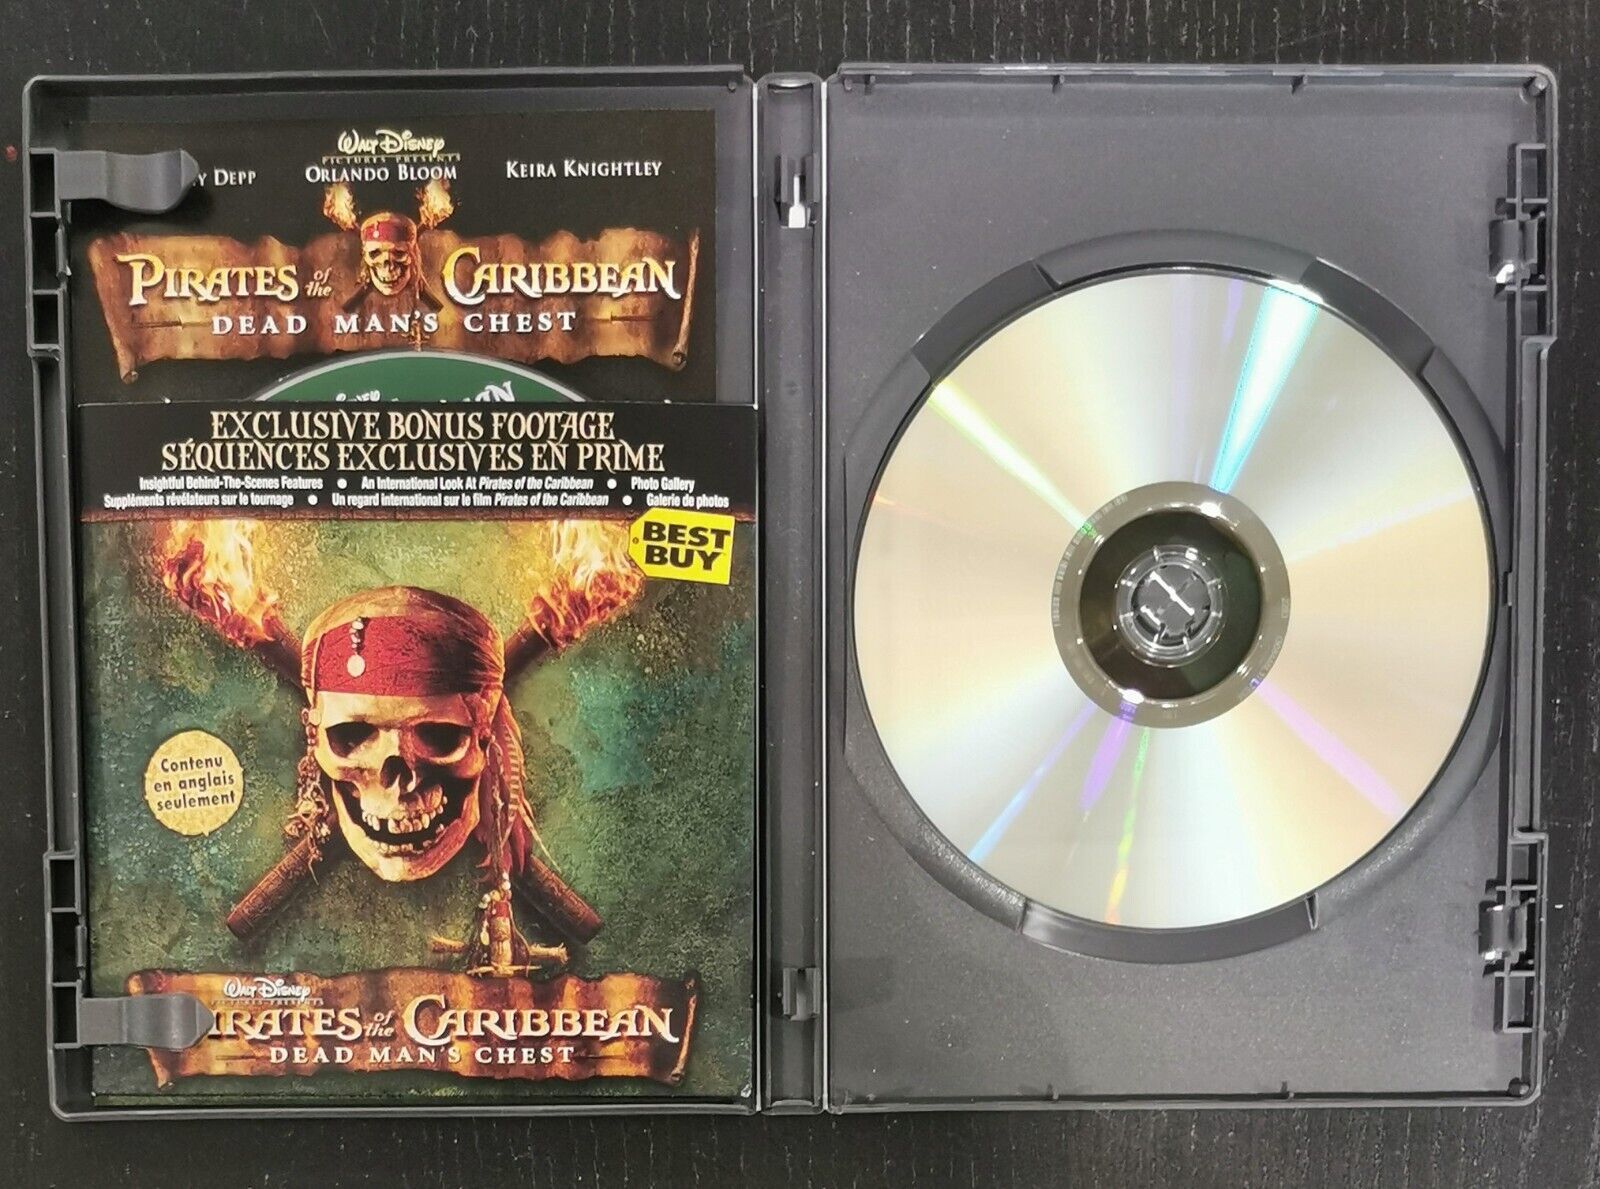 WALT DISNEY
PICTURES PRESENTS
Y DEPP ORLANDO BLOOM KEIRA KNIGHTLEY
PIRATES of the CARIBBEAN
DEAD MAN'S CHEST
EXCLUSIVE BONUS FOOTAGE
SÉQUENCES EXCLUSIVES EN PRIME
Insightful Behind-The-Scenes Features • An International Look At Pirates of the Caribbean • Photo Gallery
Suppléments révélateurs sur le tournage • Un regard international sur le film Pirates of the Caribbean • Galerie de photos
BEST
BUY
Contenu
en anglais
seulement
WALT DISNEY
PICTURES PRESENTS
IRATES of the CARIBBEAN
DEAD MAN'S CHEST